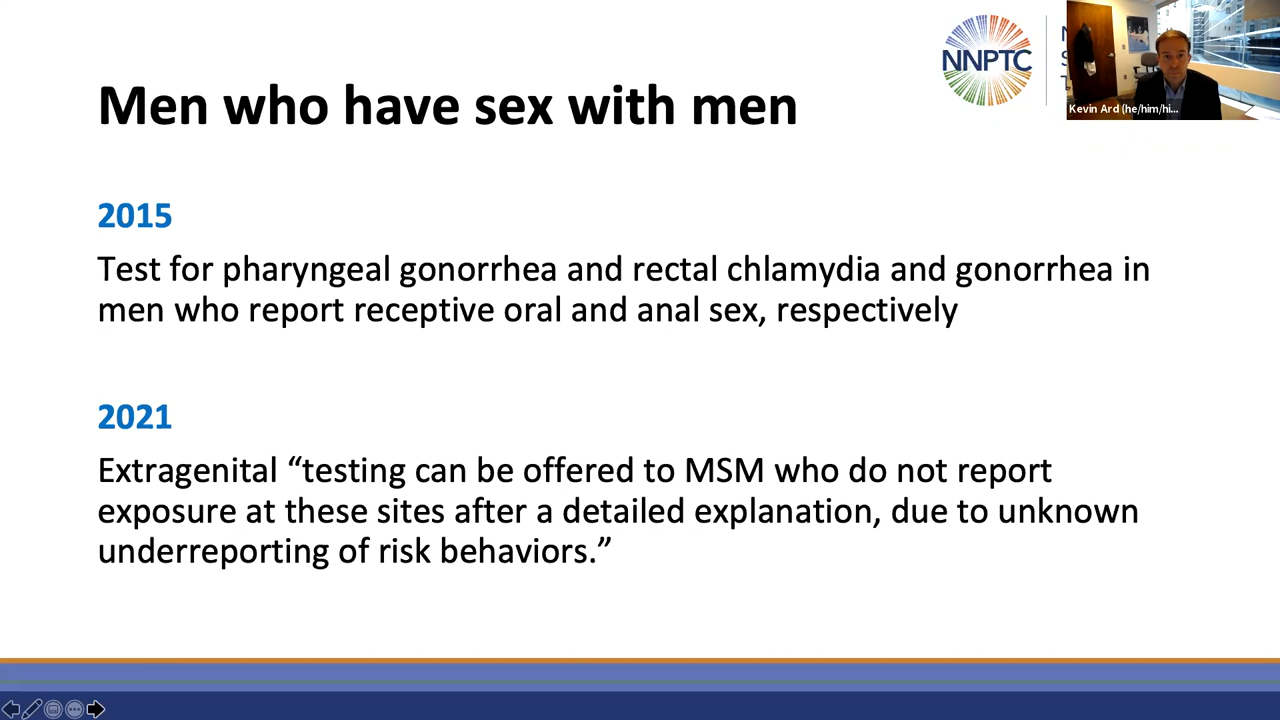 NNPTC
Kevin Ard (he/him/hi...
Men who have sex with men
2015
Test for pharyngeal gonorrhea and rectal chlamydia and gonorrhea in
men who report receptive oral and anal sex, respectively
2021
Extragenital “testing can be offered to MSM who do not report
exposure at these sites after a detailed explanation, due to unknown
underreporting of risk behaviors.”